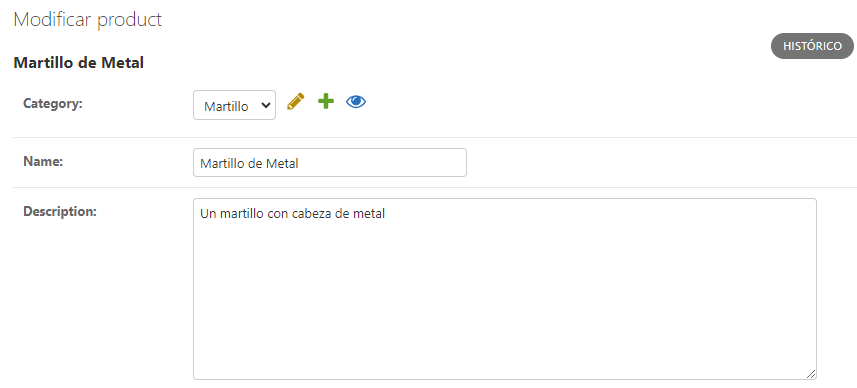 Modificar product
HISTÓRICO
Martillo de Metal
Category:
Martillo
Name:
Martillo de Metal
Description:
Un martillo con cabeza de metal